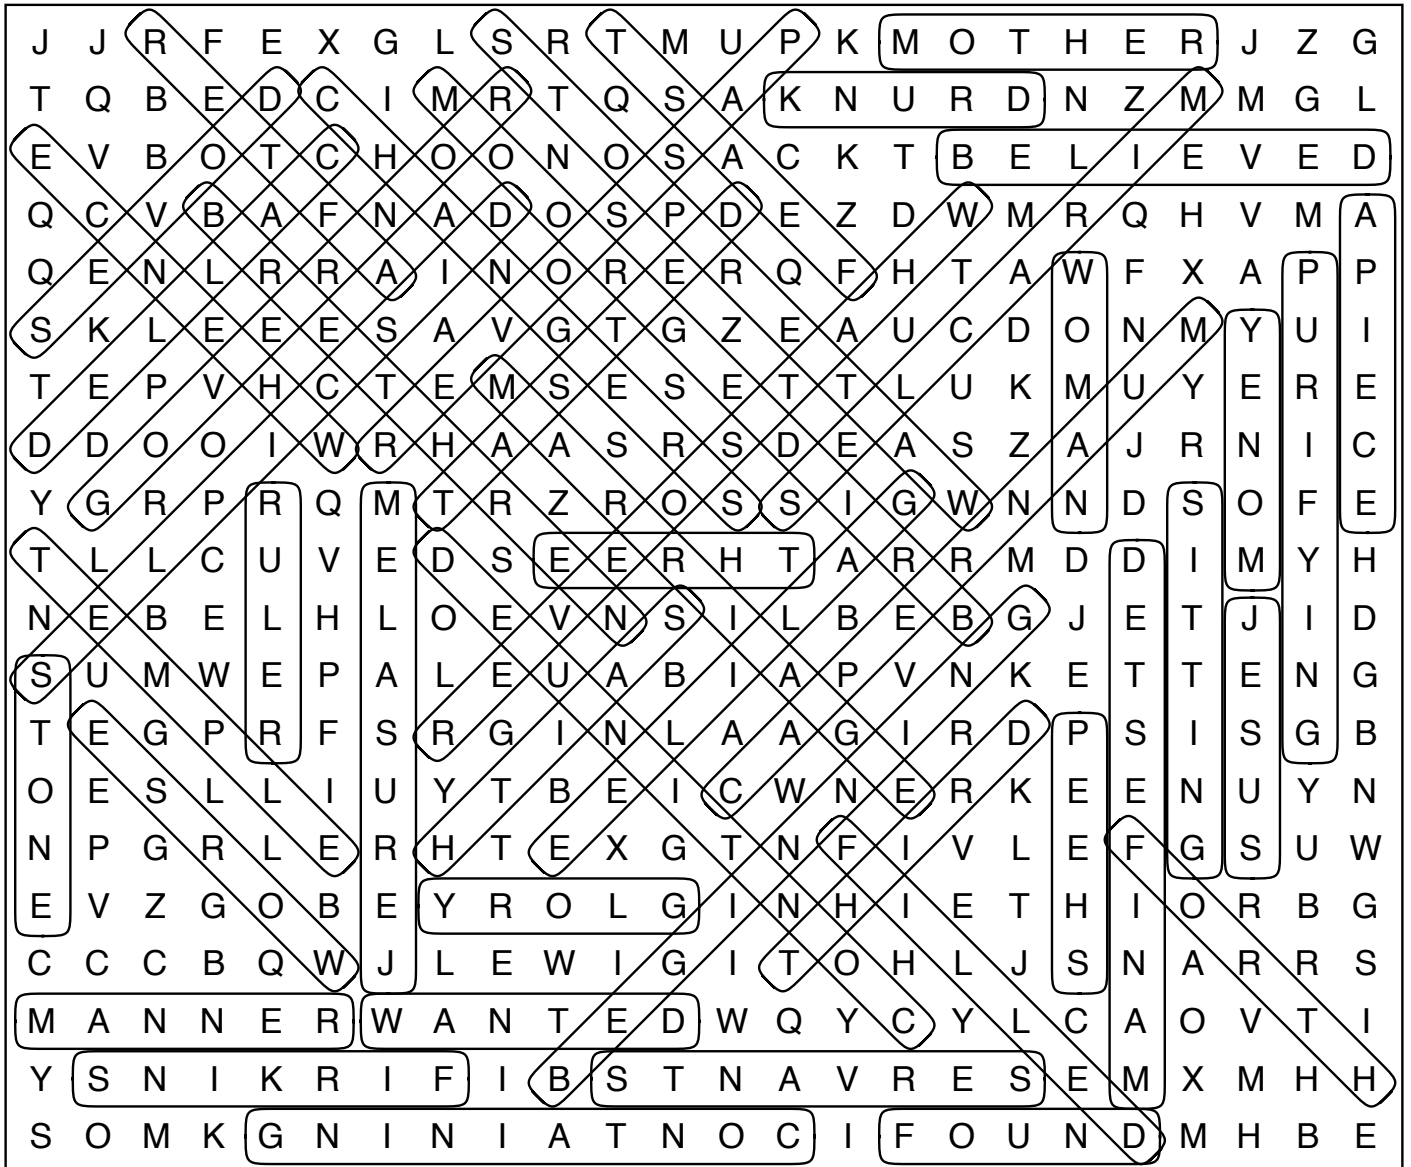 J J R F E X G L S R T M U P K M O T H E R J Z G
T Q B E D C I M R T Q S A K N U R D N Z M M G L
E V B O T C H O O N O S A C K T B E L I E V E D
Q C V B A F N A D O S P D E Z D W M R Q H V M A
Q E N L R R A I N O R E R Q F H T A W F X A P P
S K L E E E S A V G T G Z E A U C D O N M Y U I
T E P V H C T E M S E S E T T L U K M U Y E R E
D D O O I W R H A A S R S D E A S Z A J R N I C
Y G R P R Q M T R Z R O S S I G W N N D S O F E
T L L C U V E D S E E R H T A R R M D D I M Y H
N E B E L H L O E V N S I L B E B G J E T J I D
S U M W E P A L E U A B I A P V N K E T T E N G
T E G P R F S R G I N L A A G I R D P S I S G B
O E S L L I U Y T B E I C W N E R K E E N U Y N
N P G R L E R H T E X G T N F I V L E F G S U W
E V Z G O B E Y R O L G I N H I E T H I O R B G
C C C B Q W J L E W I G I T O H L J S N A R R S
M A N N E R W A N T E D W Q Y C Y L C A O V T I
Y S N I K R I F I B S T N A V R E S E M X M H H
S O M K G N I N I A T N O C I F O U N D M H B E